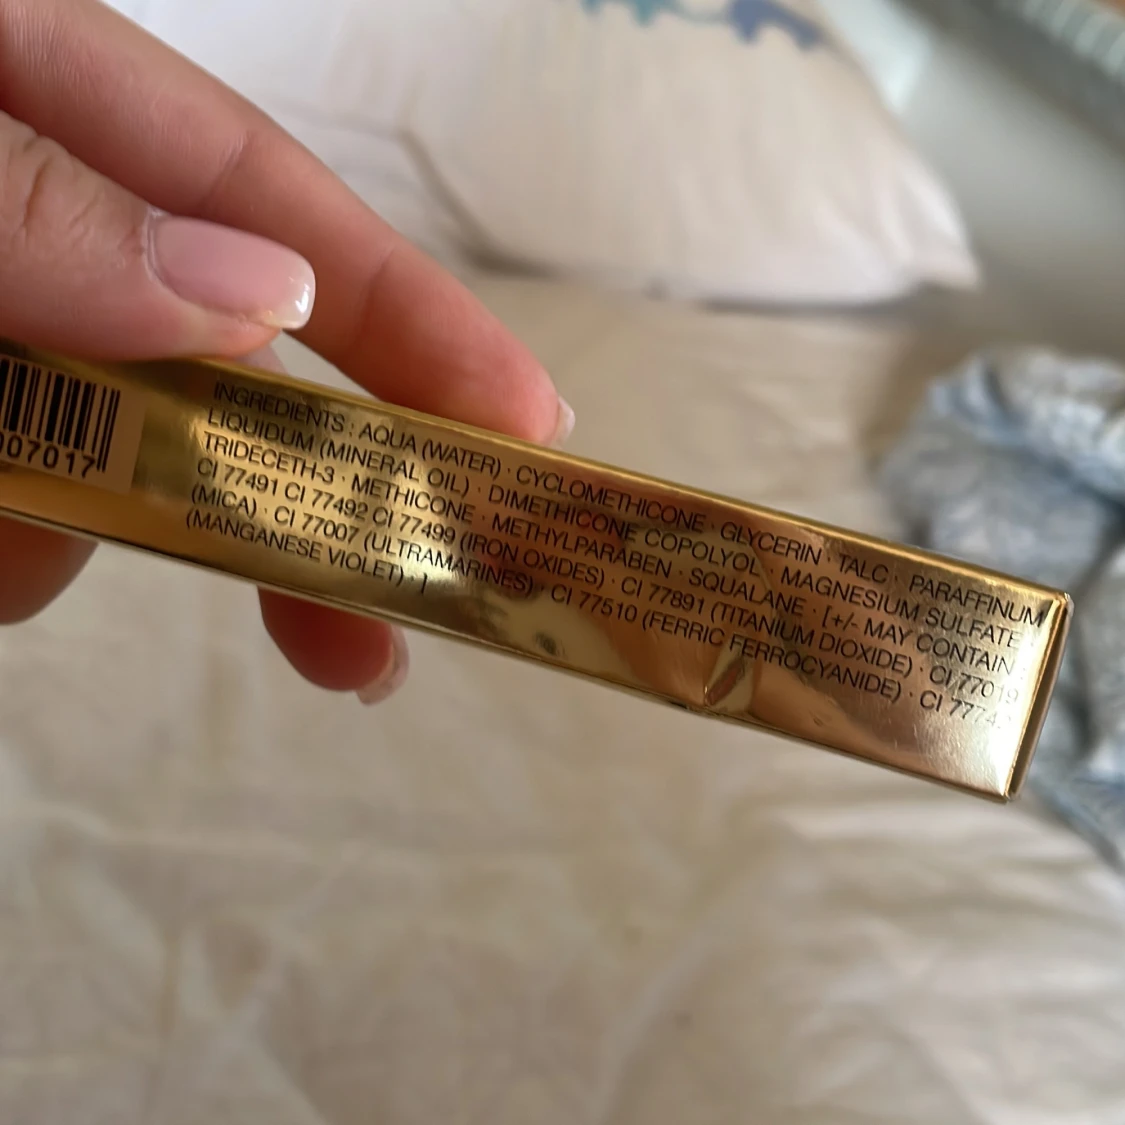 007017
INGREDIENTS : AQUA (WATER) · CYCLOMETHICONE · GLYCERIN · TALC · PARAFFINUM
LIQUIDUM (MINERAL OIL) · DIMETHICONE COPOLYOL · MAGNESIUM SULFATE ·
TRIDECETH-3 · METHICONE · METHYLPARABEN · SQUALANE · [+/- MAY CONTAIN :
CI 77491 CI 77492 CI 77499 (IRON OXIDES) · CI 77891 (TITANIUM DIOXIDE) · CI 77019
(MICA) · CI 77007 (ULTRAMARINES) · CI 77510 (FERRIC FERROCYANIDE) · CI
(MANGANESE VIOLET) · ]